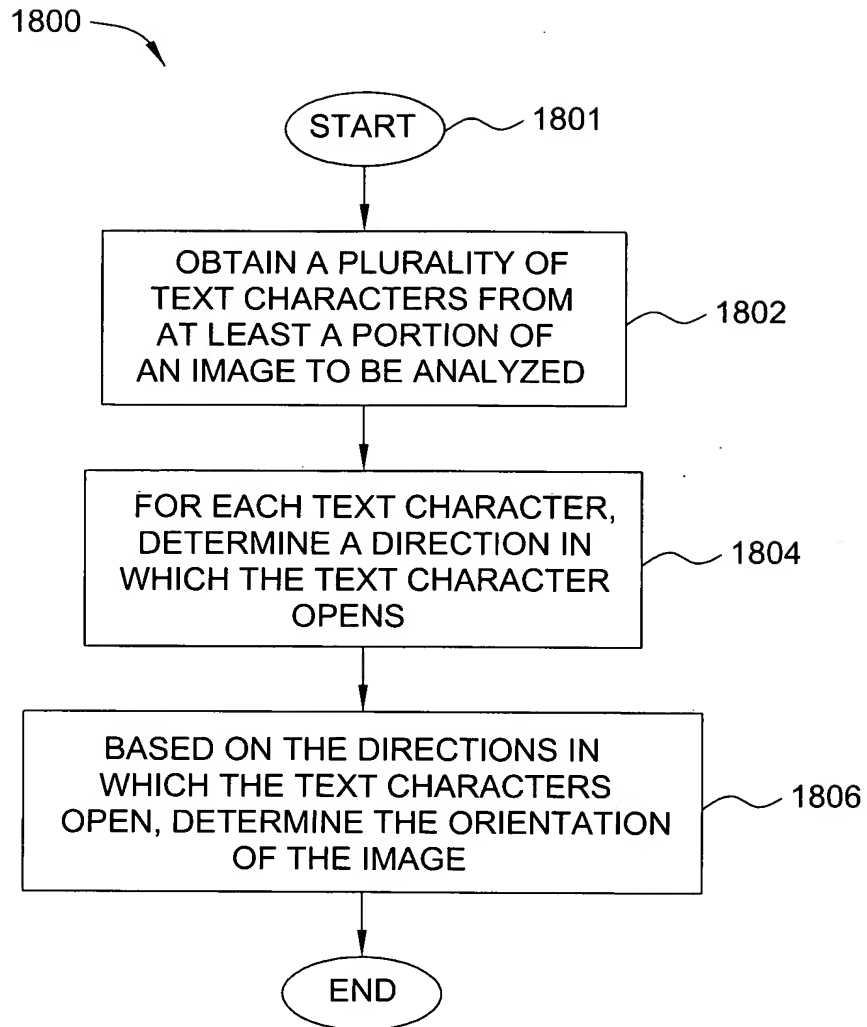 1800
START
1801
OBTAIN A PLURALITY OF
TEXT CHARACTERS FROM
AT LEAST A PORTION OF
AN IMAGE TO BE ANALYZED
1802
FOR EACH TEXT CHARACTER,
DETERMINE A DIRECTION IN
WHICH THE TEXT CHARACTER
OPENS
1804
BASED ON THE DIRECTIONS IN
WHICH THE TEXT CHARACTERS
OPEN, DETERMINE THE ORIENTATION
OF THE IMAGE
1806
END